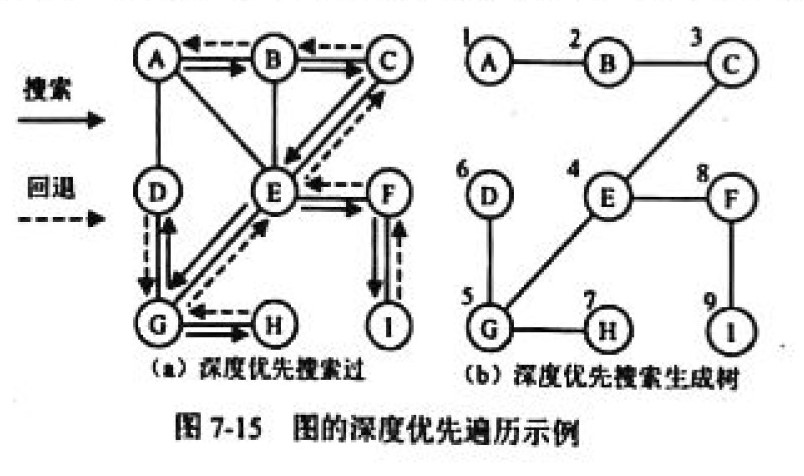 搜索
回退
A B C
D E F
G H I
(a) 深度优先搜索过
1 A 2 B 3 C
6 D 4 E 8 F
5 G 7 H 9 I
(b) 深度优先搜索生成树
图 7-15 图的深度优先遍历示例